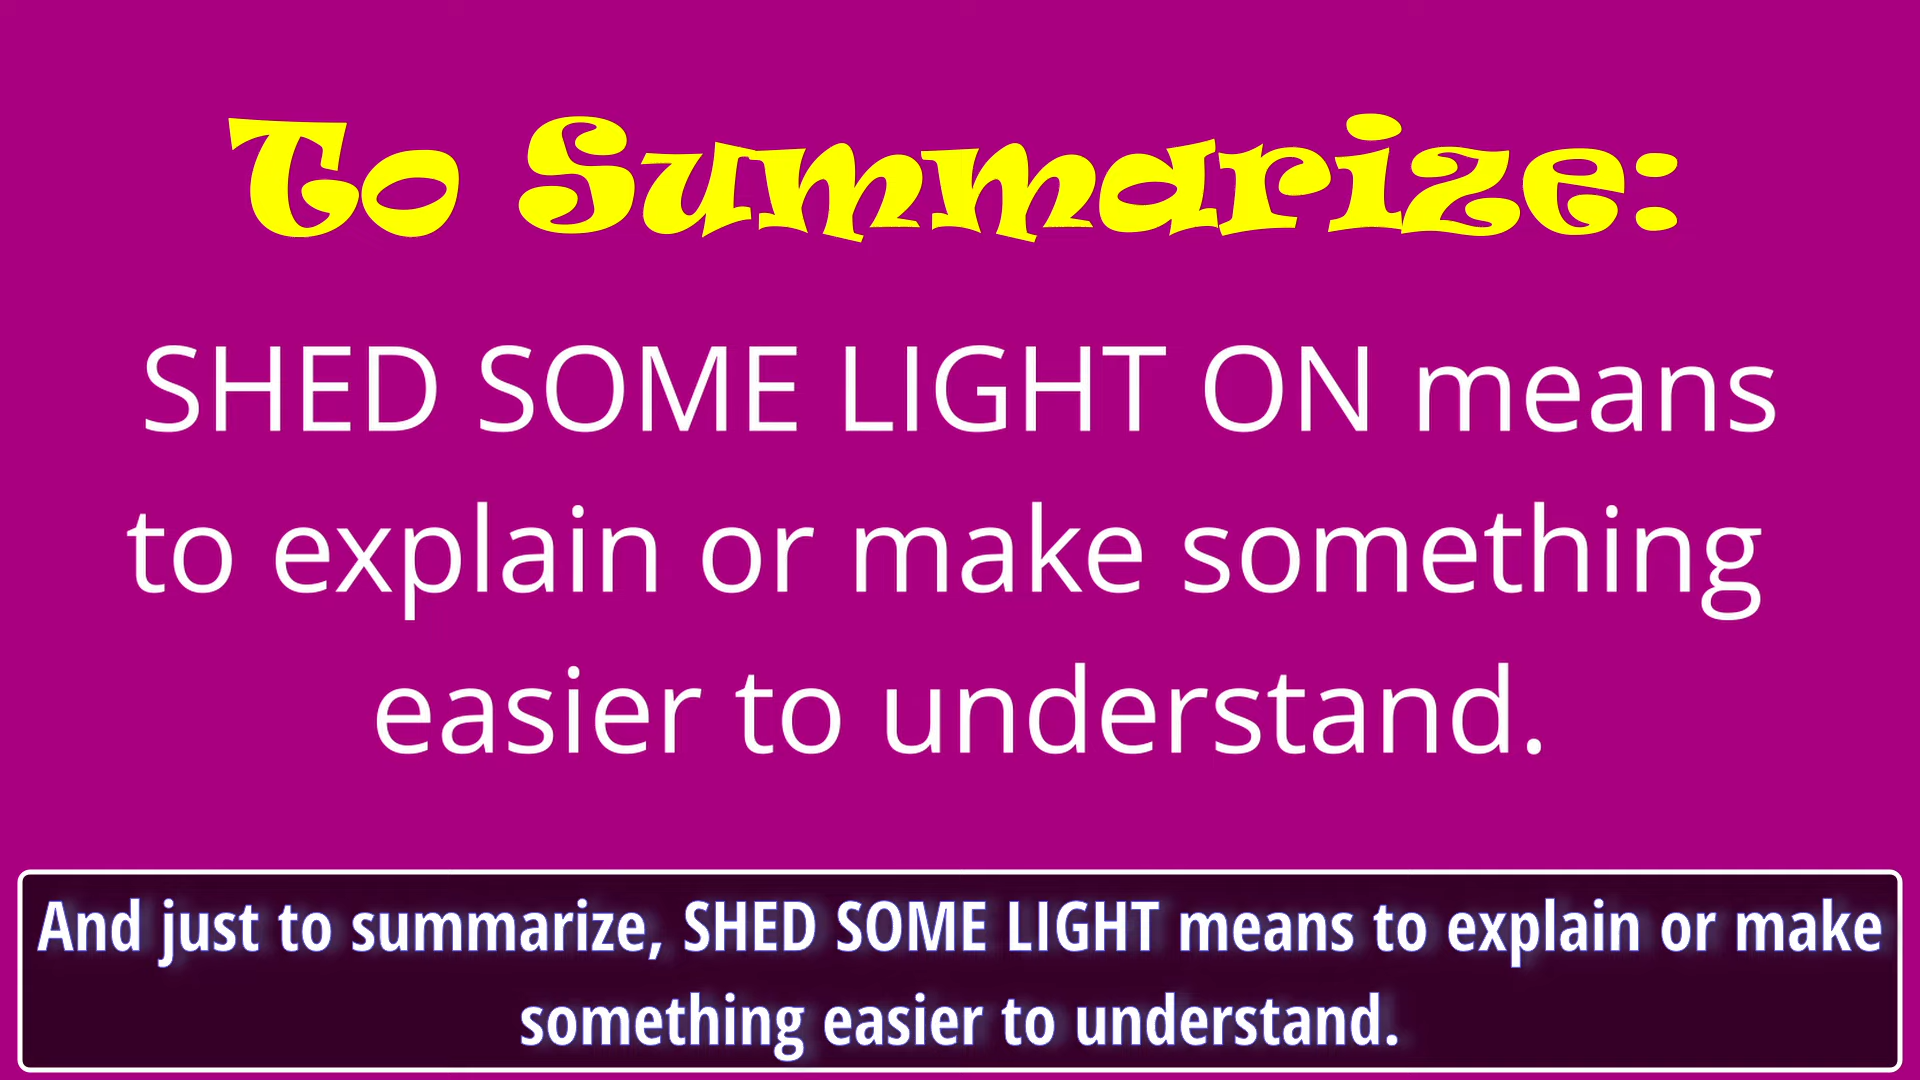 To Summarize:
SHED SOME LIGHT ON means
to explain or make something
easier to understand.
And just to summarize, SHED SOME LIGHT means to explain or make
something easier to understand.